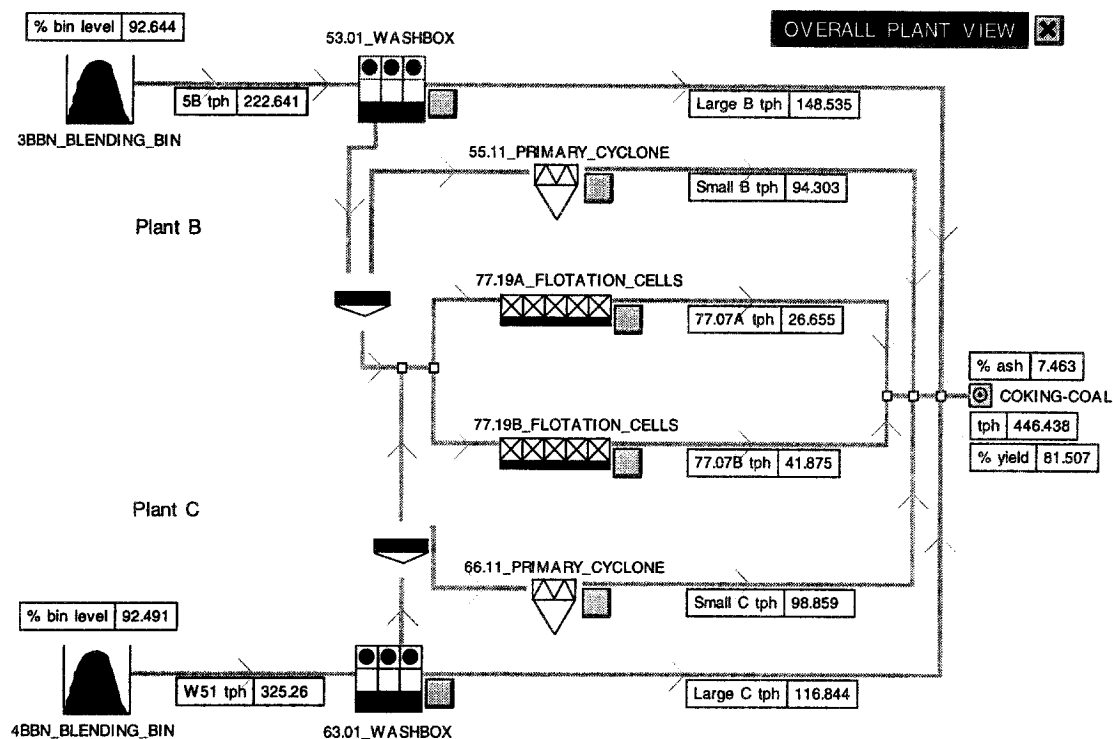 % bin level 92.644
OVERALL PLANT VIEW
53.01_WASHBOX
5B tph 222.641
Large B tph 148.535
3BBN_BLENDING_BIN
55.11_PRIMARY_CYCLONE
Small B tph 94.303
Plant B
77.19A_FLOTATION_CELLS
77.07A tph 26.655
% ash 7.463
COKING-COAL
tph 446.438
77.19B_FLOTATION_CELLS
% yield 81.507
77.07B tph 41.875
Plant C
66.11_PRIMARY_CYCLONE
Small C tph 98.859
% bin level 92.491
W51 tph 325.26
Large C tph 116.844
4BBN_BLENDING_BIN
63.01_WASHBOX